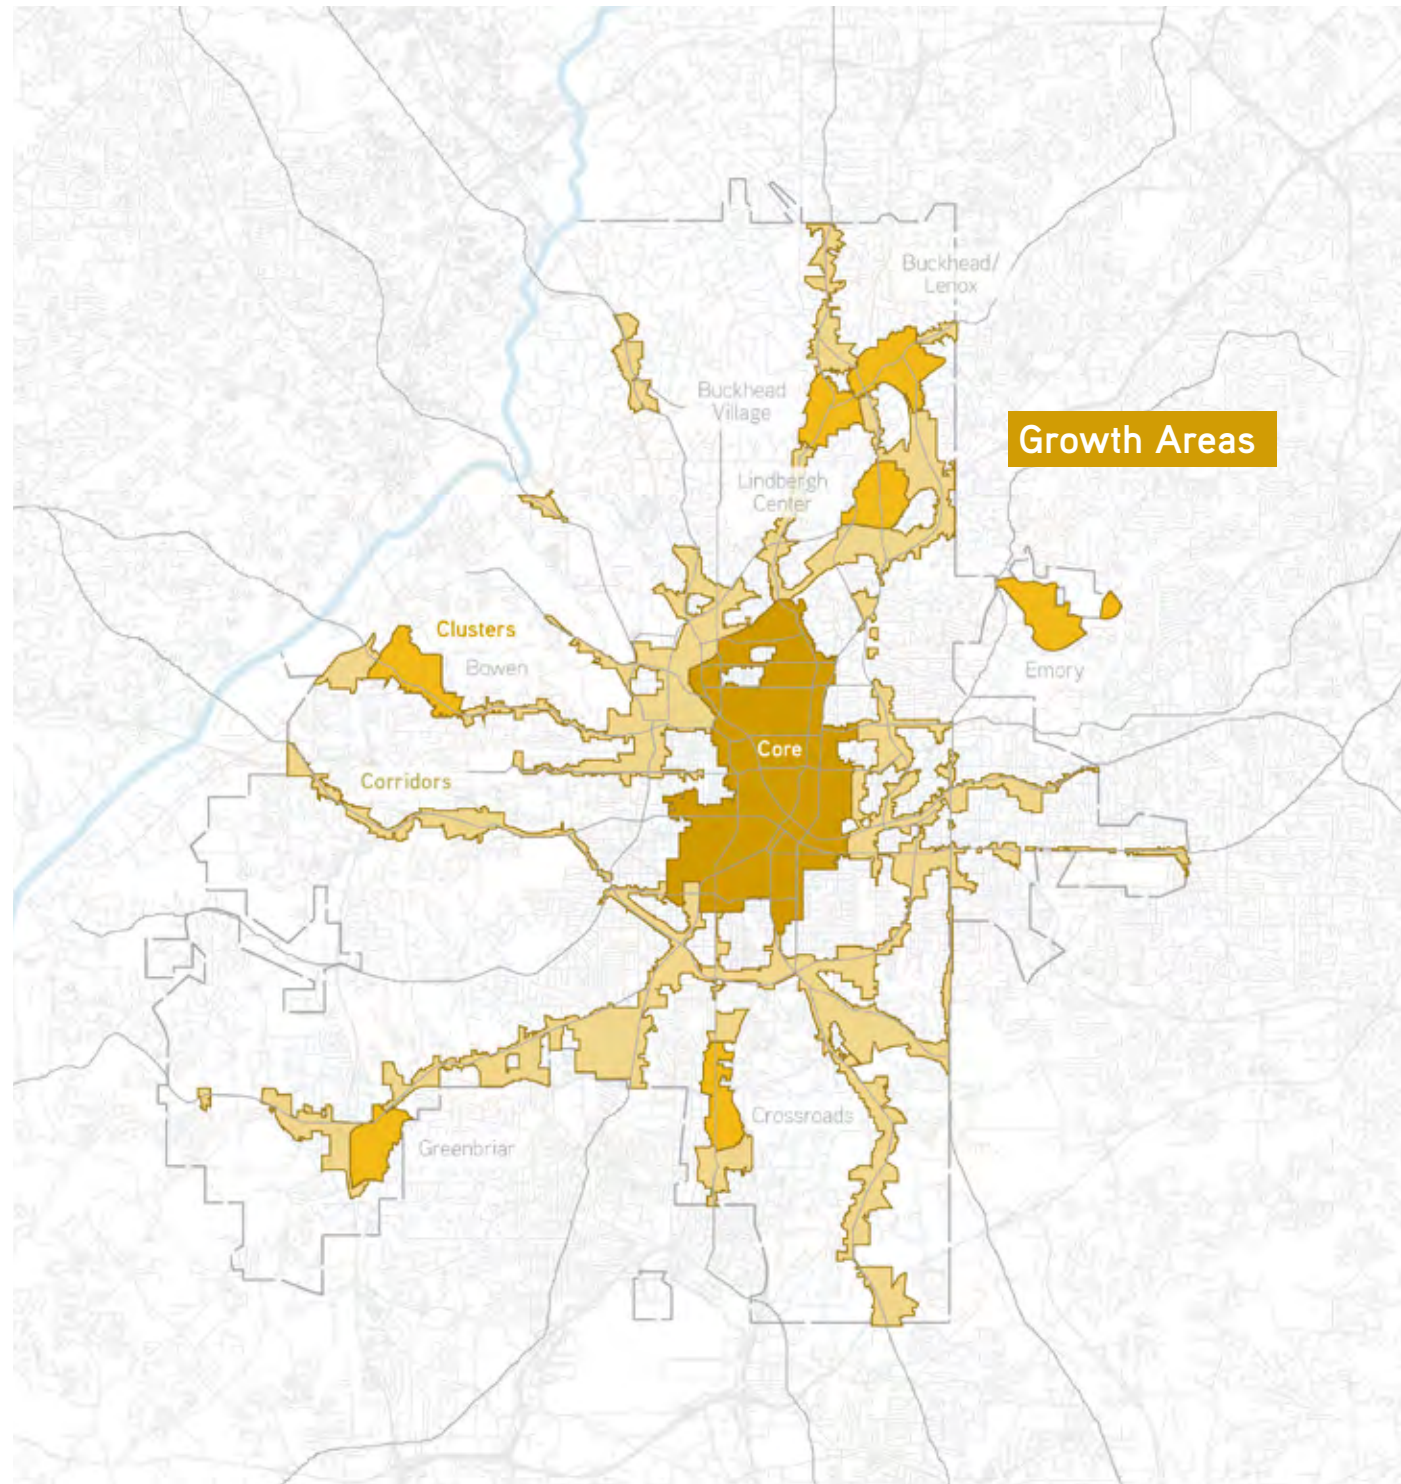 Buckhead/
Lenox
Buckhead
Village
Growth Areas
Lindbergh
Center
Clusters
Bowen
Emory
Core
Corridors
Crossroads
Greenbriar